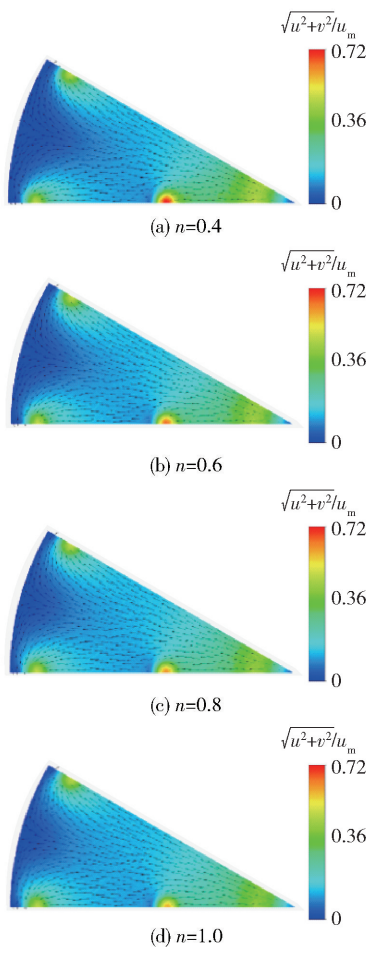 √u²+v²/uₘ
0.72
0.36
0
(a) n=0.4
√u²+v²/uₘ
0.72
0.36
0
(b) n=0.6
√u²+v²/uₘ
0.72
0.36
0
(c) n=0.8
√u²+v²/uₘ
0.72
0.36
0
(d) n=1.0